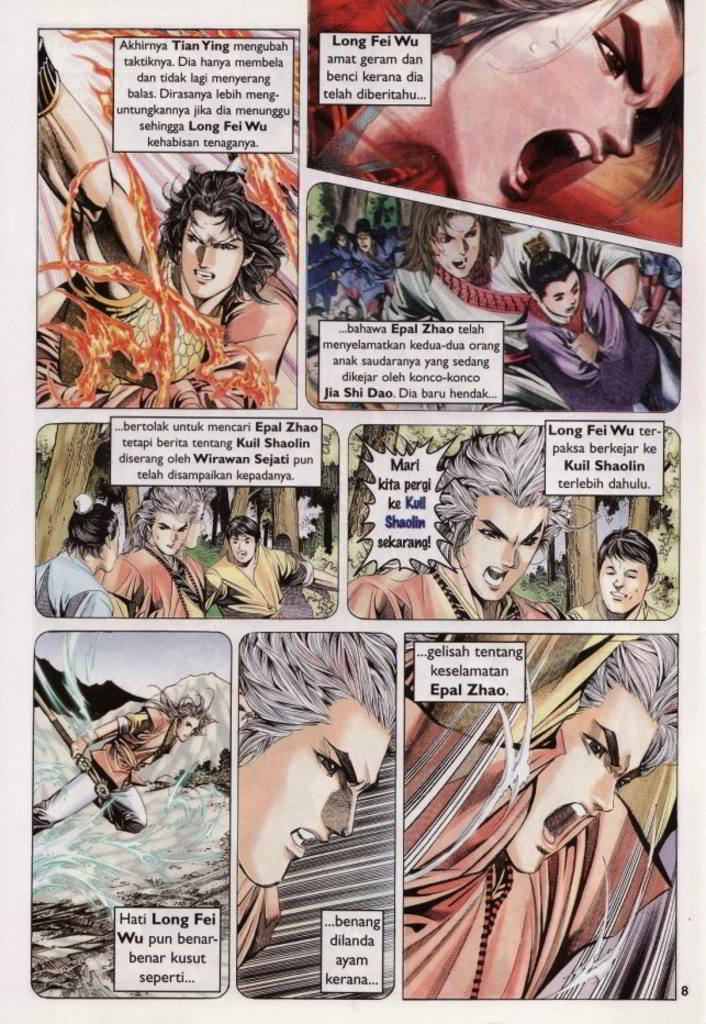 Akhirnya Tian Ying mengubah
taktiknya. Dia hanya membela
dan tidak lagi menyerang
balas. Dirasanya lebih meng-
untungkannya jika dia menunggu
sehingga Long Fei Wu
kehabisan tenaganya.
Long Fei Wu
amat geram dan
benci kerana dia
telah diberitahu...
...bahawa Epal Zhao telah
menyelamatkan kedua-dua orang
anak saudaranya yang sedang
dikejar oleh konco-konco
Jia Shi Dao. Dia baru hendak...
...bertolak untuk mencari Epal Zhao
tetapi berita tentang Kuil Shaolin
diserang oleh Wirawan Sejati pun
telah disampaikan kepadanya.
Mari
kita pergi
ke Kuil
Shaolin
sekarang!
Long Fei Wu ter-
paksa berkejar ke
Kuil Shaolin
terlebih dahulu.
Hati Long Fei
Wu pun benar-
benar kusut
seperti...
...benang
dilanda
ayam
kerana...
...gelisah tentang
keselamatan
Epal Zhao.
8